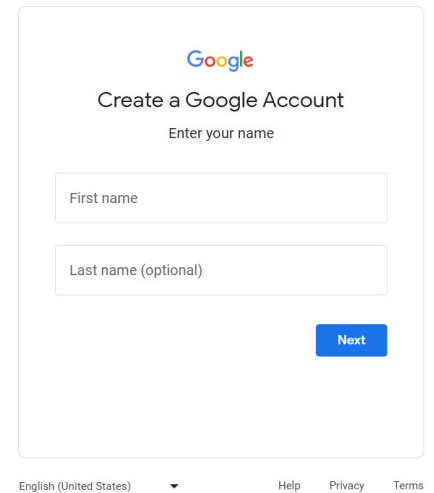 Google
Create a Google Account
Enter your name
First name
Last name (optional)
Next
English (United States)
Help Privacy Terms